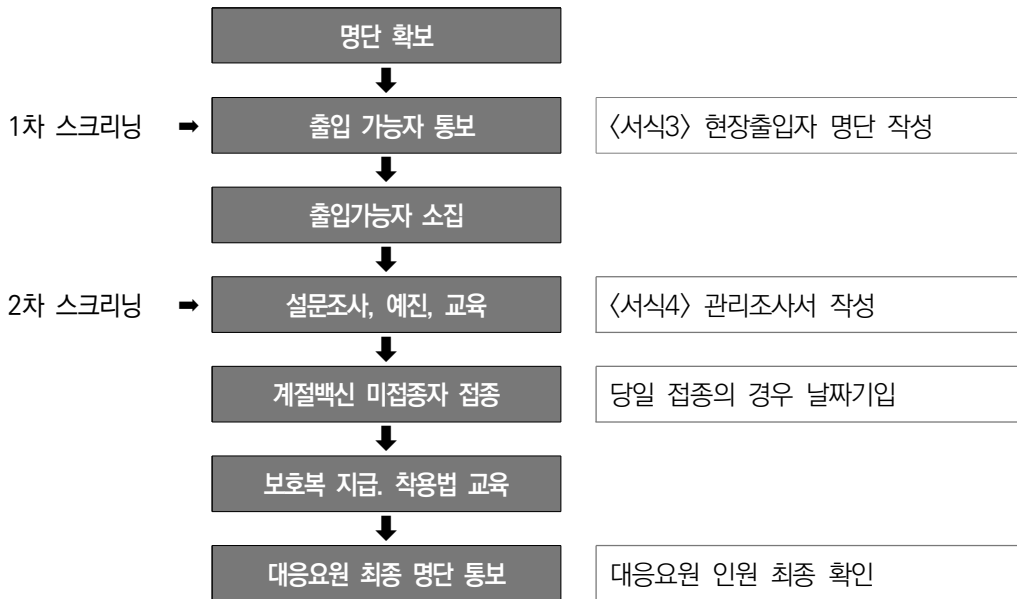 명단 확보
1차 스크리닝 ➡ 출입 가능자 통보 〈서식3〉 현장출입자 명단 작성
출입가능자 소집
2차 스크리닝 ➡ 설문조사, 예진, 교육 〈서식4〉 관리조사서 작성
계절백신 미접종자 접종 당일 접종의 경우 날짜기입
보호복 지급. 착용법 교육
대응요원 최종 명단 통보 대응요원 인원 최종 확인